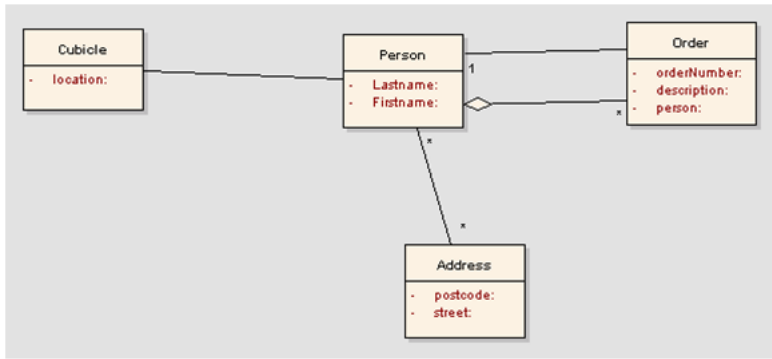 Cubicle
- location:
Person
- Lastname:
- Firstname:
1
*
Order
- orderNumber:
- description:
- person:
*
*
Address
- postcode:
- street: